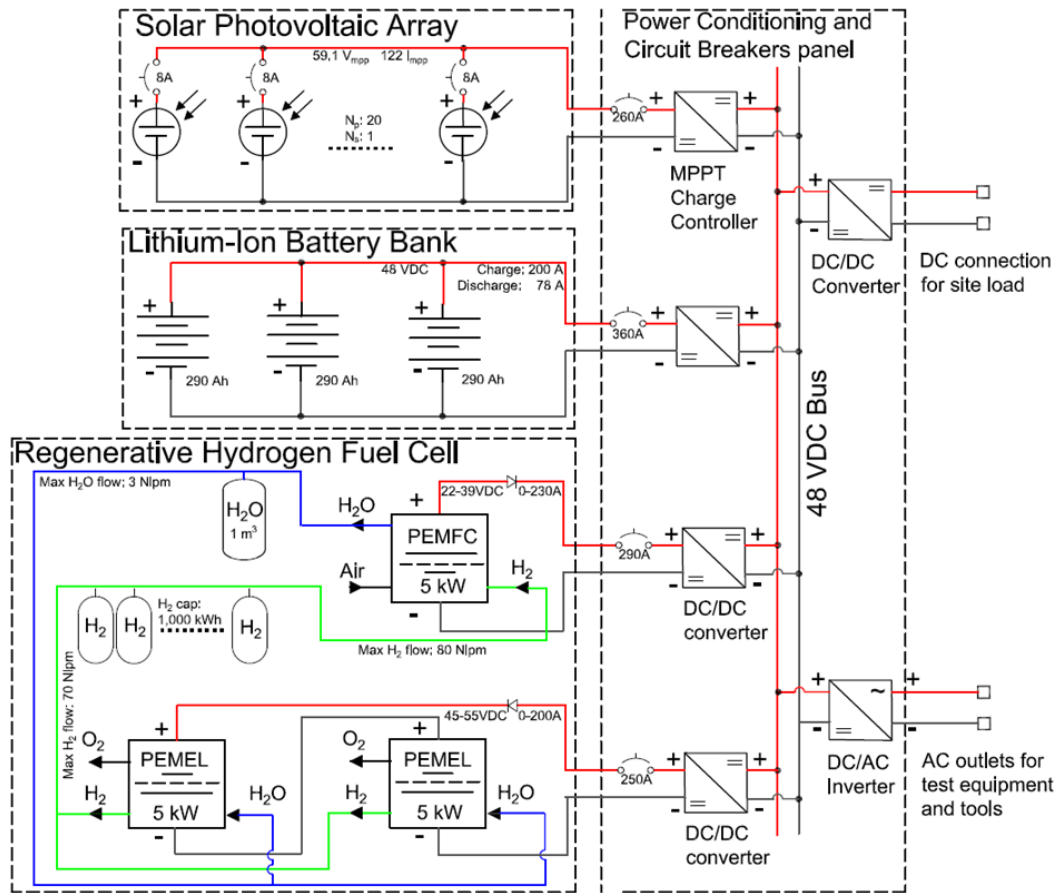 Solar Photovoltaic Array
59,1 Vmpp 122 Impp
8A
8A
8A
+
+
+
Np: 20
Ns: 1
-
-
-
Lithium-Ion Battery Bank
48 VDC
Charge: 200 A
Discharge: 78 A
+
+
+
-
-
-
290 Ah
290 Ah
290 Ah
Regenerative Hydrogen Fuel Cell
Max H₂O flow: 3 Nlpm
H₂O
1 m³
H₂O
+
22-39VDC
0-230A
PEMFC
5 kW
Air
H₂
-
H₂
H₂
H₂ cap:
1,000 kWh
H₂
Max H₂ flow: 80 Nlpm
Max H₂ flow: 70 Nlpm
45-55VDC
0-200A
+
+
O₂
PEMEL
5 kW
H₂
H₂O
-
O₂
PEMEL
5 kW
H₂
H₂O
-
Power Conditioning and
Circuit Breakers panel
260A
+
+
-
-
MPPT
Charge
Controller
+
-
DC/DC
Converter
DC connection
for site load
360A
+
+
-
-
48 VDC Bus
290A
+
+
-
-
DC/DC
converter
+
+
~
-
-
DC/AC
Inverter
AC outlets for
test equipment
and tools
250A
+
+
-
-
DC/DC
converter